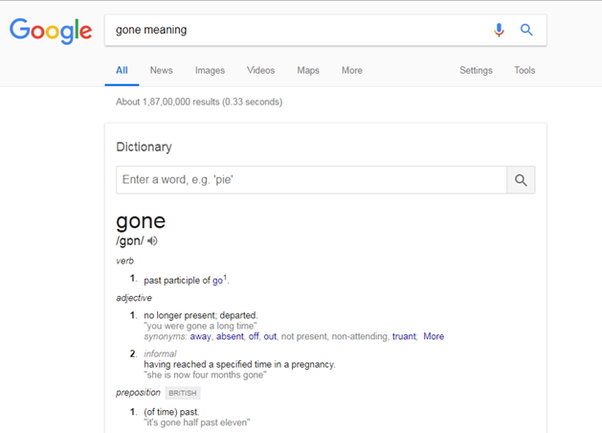 Google
gone meaning
All News Images Videos Maps More Settings Tools
About 1,87,00,000 results (0.33 seconds)
Dictionary
Enter a word, e.g. 'pie'
gone
/ɡɒn/
verb
1. past participle of go1.
adjective
1. no longer present; departed.
"you were gone a long time"
synonyms: away, absent, off, out, not present, non-attending, truant; More
2. informal
having reached a specified time in a pregnancy.
"she is now four months gone"
preposition BRITISH
1. (of time) past.
"it's gone half past eleven"